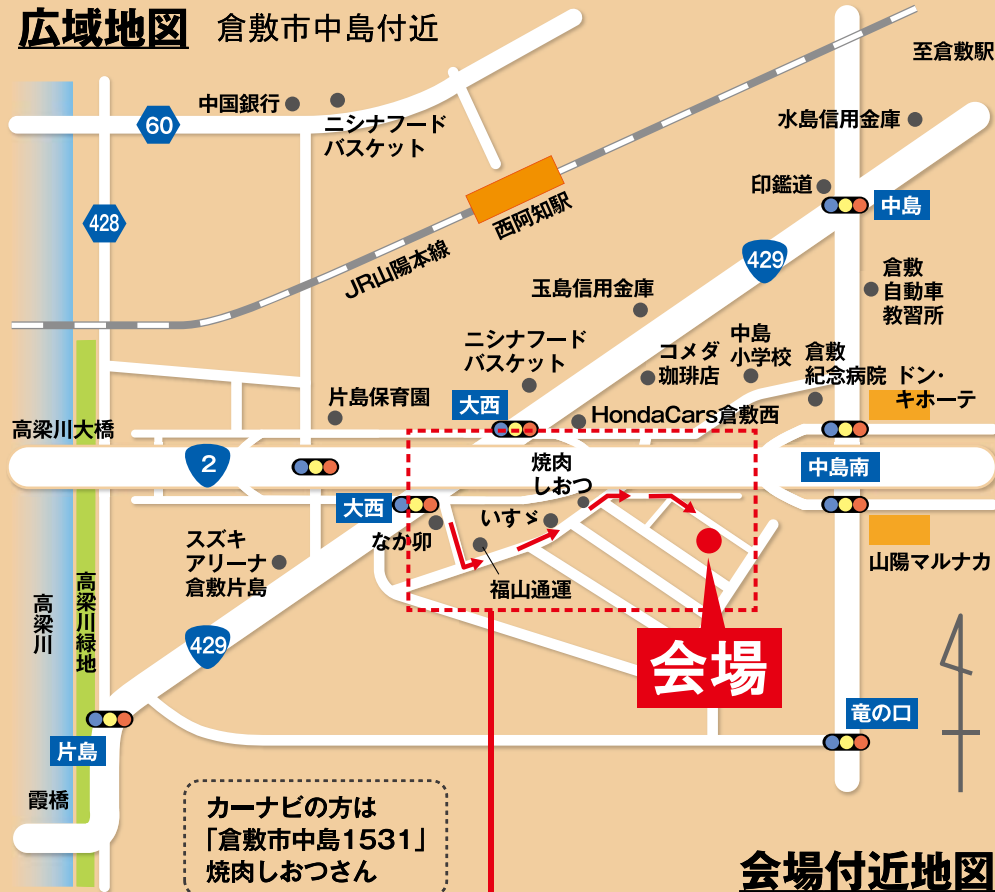 広域地図 倉敷市中島付近
至倉敷駅
中国銀行
ニシナフード
バスケット
60
水島信用金庫
印鑑道
中島
428
西阿知駅
JR山陽本線
429
倉敷
自動車
教習所
玉島信用金庫
ニシナフード
バスケット
コメダ
珈琲店
中島
小学校
倉敷
紀念病院
ドン・
キホーテ
片島保育園
大西
HondaCars倉敷西
高梁川大橋
2
焼肉
しおつ
中島南
大西
なか卯
いすゞ
福山通運
スズキ
アリーナ
倉敷片島
山陽マルナカ
高梁川
高梁川緑地
429
会場
竜の口
片島
霞橋
カーナビの方は
「倉敷市中島1531」
焼肉しおつさん
会場付近地図